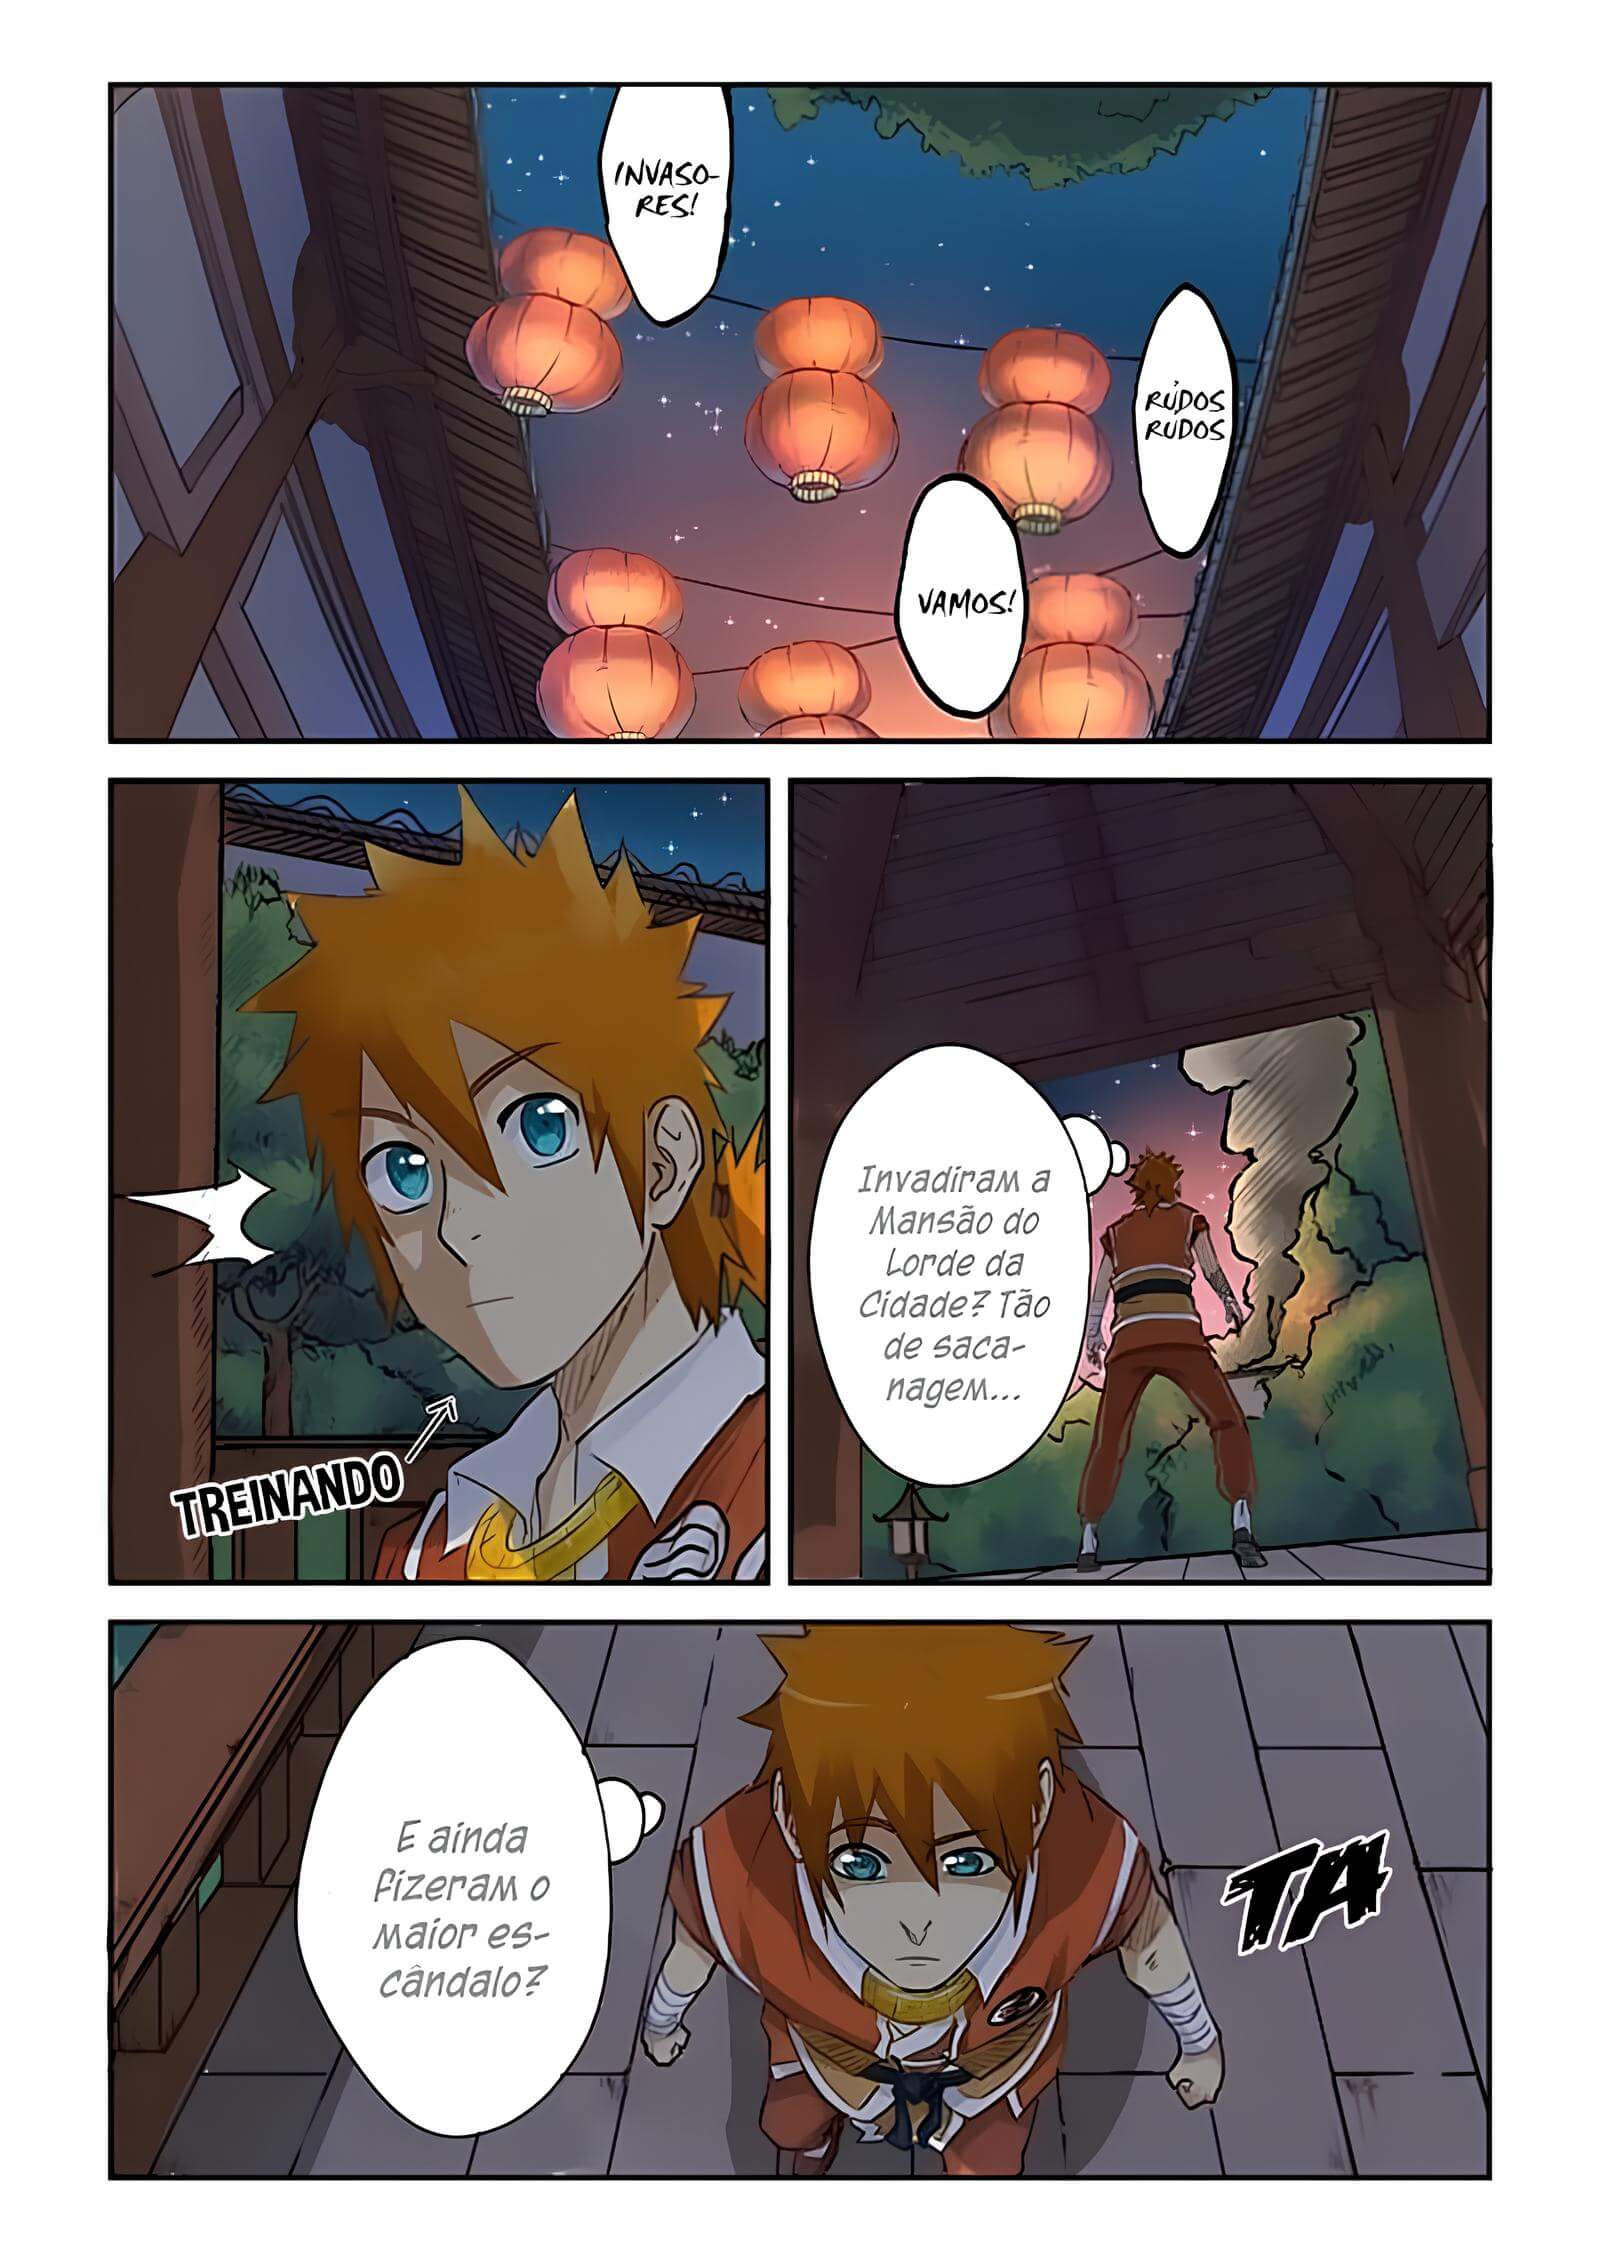 INVASO-
RES!
RÚDOS
RUDOS
VAMOS!
TREINANDO
Invadiram a
Mansão do
Lorde da
Cidade? Tão
de saca-
nagem...
E ainda
fizeram o
maior es-
cândalo?
TA